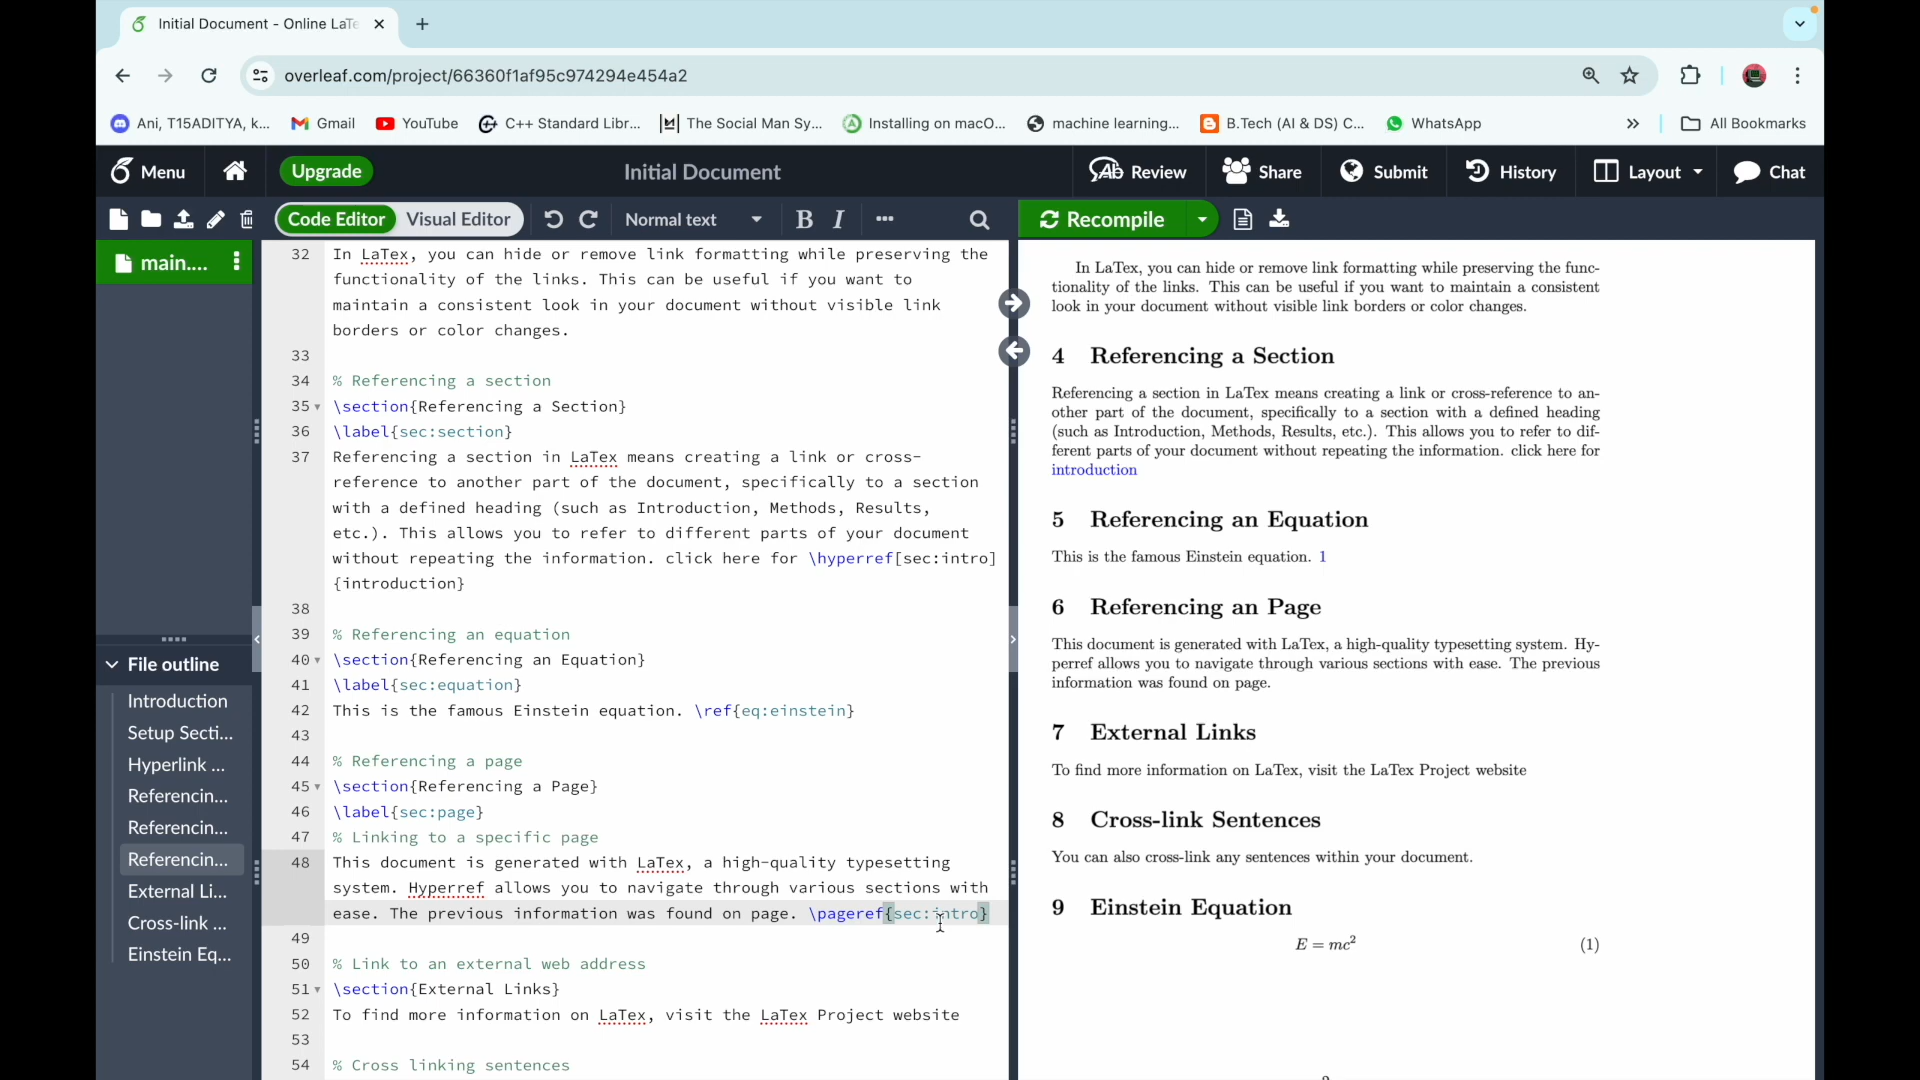 Initial Document - Online LaTe
overleaf.com/project/66360f1af95c974294e454a2
Ani, T15ADITYA, k...
Gmail
YouTube
C++ Standard Libr...
The Social Man Sy...
Installing on macO...
machine learning...
B.Tech (AI & DS) C...
WhatsApp
All Bookmarks
Menu
Upgrade
Initial Document
Review
Share
Submit
History
Layout
Chat
Code Editor
Visual Editor
Normal text
B
I
Recompile
main....
File outline
Introduction
Setup Secti...
Hyperlink ...
Referencin...
Referencin...
Referencin...
External Li...
Cross-link ...
Einstein Eq...
32 In LaTex, you can hide or remove link formatting while preserving the
functionality of the links. This can be useful if you want to
maintain a consistent look in your document without visible link
borders or color changes.
33
34 % Referencing a section
35 \section{Referencing a Section}
36 \label{sec:section}
37 Referencing a section in LaTex means creating a link or cross-
reference to another part of the document, specifically to a section
with a defined heading (such as Introduction, Methods, Results,
etc.). This allows you to refer to different parts of your document
without repeating the information. click here for \hyperref[sec:intro]
{introduction}
38
39 % Referencing an equation
40 \section{Referencing an Equation}
41 \label{sec:equation}
42 This is the famous Einstein equation. \ref{eq:einstein}
43
44 % Referencing a page
45 \section{Referencing a Page}
46 \label{sec:page}
47 % Linking to a specific page
48 This document is generated with LaTex, a high-quality typesetting
system. Hyperref allows you to navigate through various sections with
ease. The previous information was found on page. \pageref{sec:intro}
49
50 % Link to an external web address
51 \section{External Links}
52 To find more information on LaTex, visit the LaTex Project website
53
54 % Cross linking sentences
In LaTex, you can hide or remove link formatting while preserving the func-
tionality of the links. This can be useful if you want to maintain a consistent
look in your document without visible link borders or color changes.
4 Referencing a Section
Referencing a section in LaTex means creating a link or cross-reference to an-
other part of the document, specifically to a section with a defined heading
(such as Introduction, Methods, Results, etc.). This allows you to refer to dif-
ferent parts of your document without repeating the information. click here for
introduction
5 Referencing an Equation
This is the famous Einstein equation. 1
6 Referencing an Page
This document is generated with LaTex, a high-quality typesetting system. Hy-
perref allows you to navigate through various sections with ease. The previous
information was found on page.
7 External Links
To find more information on LaTex, visit the LaTex Project website
8 Cross-link Sentences
You can also cross-link any sentences within your document.
9 Einstein Equation
E = mc² (1)